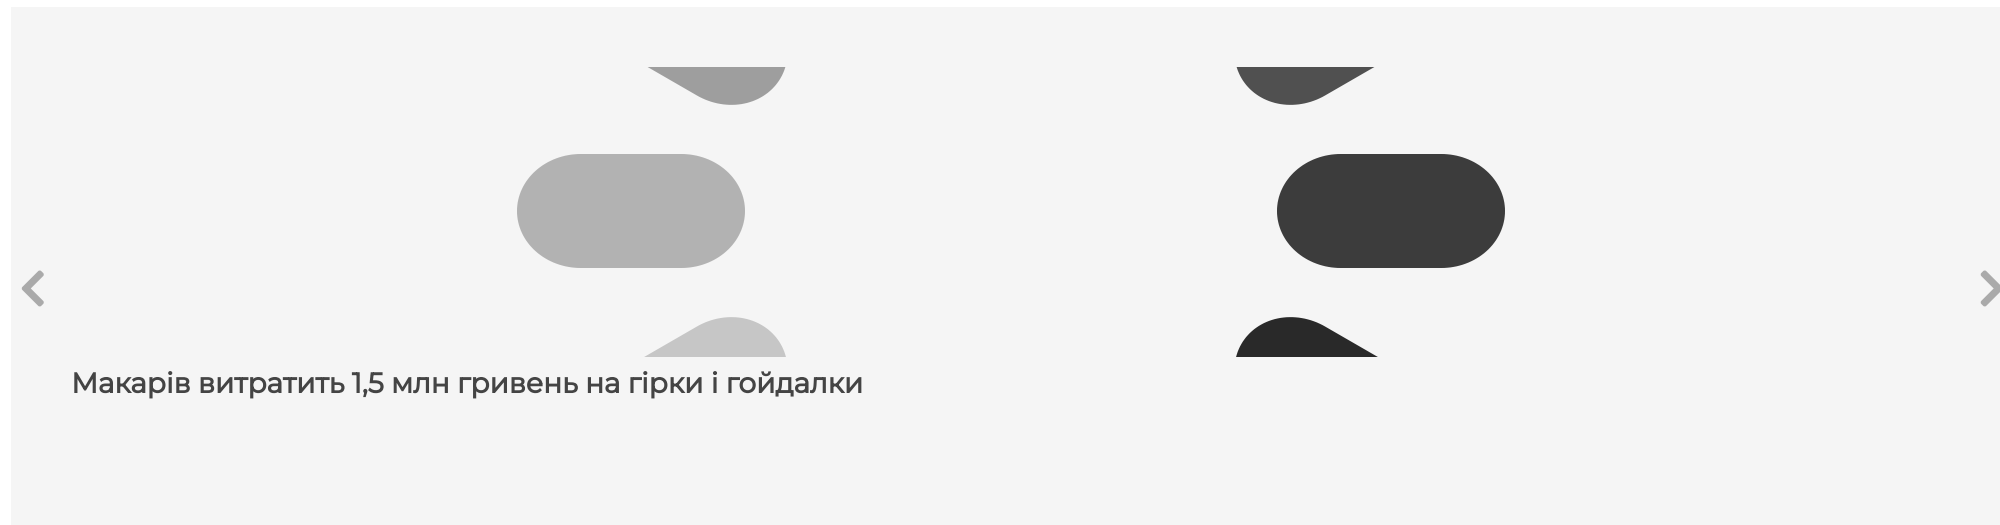 Макарів витратить 1,5 млн гривень на гірки і гойдалки